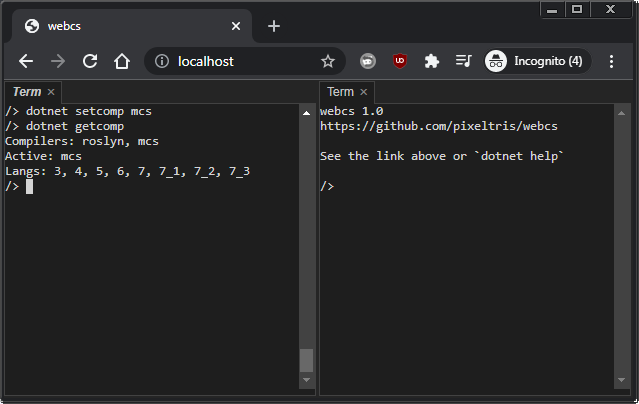 webcs
localhost
Incognito (4)
Term
/> dotnet setcomp mcs
/> dotnet getcomp
Compilers: roslyn, mcs
Active: mcs
Langs: 3, 4, 5, 6, 7, 7_1, 7_2, 7_3
/>
Term
webcs 1.0
https://github.com/pixeltris/webcs
See the link above or `dotnet help`
/>